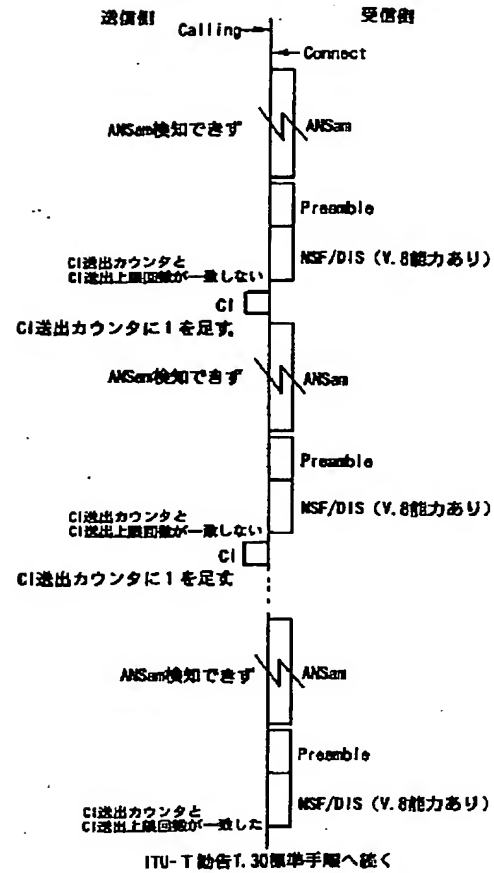 送信側
受信側
Calling
Connect
ANSam検知できず
ANSam
Preamble
NSF/DIS (V.8能力あり)
CI送出カウンタと
CI送出上限回数が一致しない
CI
CI送出カウンタに1を足す。
ANSam検知できず
ANSam
Preamble
NSF/DIS (V.8能力あり)
CI送出カウンタと
CI送出上限回数が一致しない
CI
CI送出カウンタに1を足す
ANSam検知できず
ANSam
Preamble
NSF/DIS (V.8能力あり)
CI送出カウンタと
CI送出上限回数が一致した
ITU-T勧告T.30標準手順へ続く